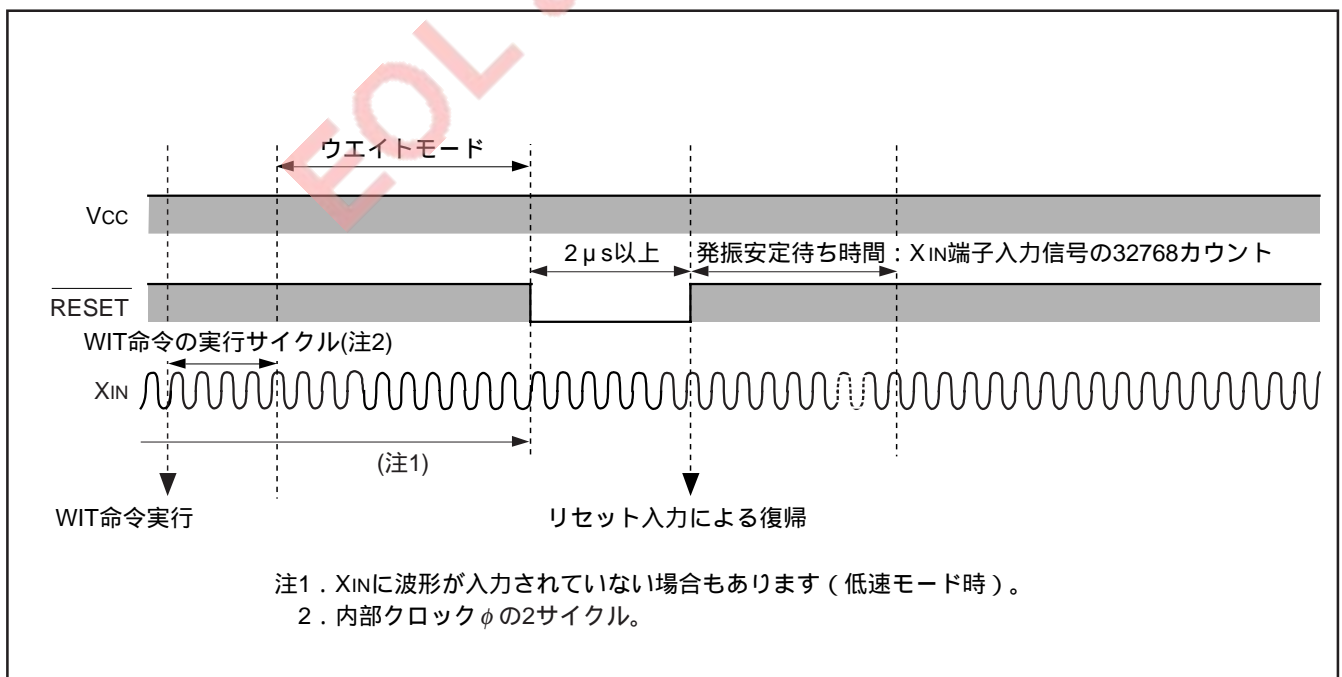 EOL
ウエイトモード
VCC
2μs以上
発振安定待ち時間：XIN端子入力信号の32768カウント
RESET
WIT命令の実行サイクル(注2)
XIN
(注1)
WIT命令実行
リセット入力による復帰
注1．XINに波形が入力されていない場合もあります（低速モード時）。
2．内部クロックφの2サイクル。